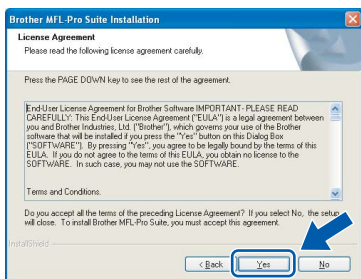 Brother MFL-Pro Suite Installation
License Agreement
Please read the following license agreement carefully.
Press the PAGE DOWN key to see the rest of the agreement.
End-User License Agreement for Brother Software IMPORTANT- PLEASE READ
CAREFULLY: This End-User License Agreement ("EULA") is a legal agreement between
you and Brother Industries, Ltd. ("Brother"), which governs your use of the Brother
software that will be installed if you press the "Yes" button on this Dialog Box
("SOFTWARE"). By pressing "Yes", you agree to be legally bound by the terms of this
EULA. If you do not agree to the terms of this EULA, you obtain no license to the
SOFTWARE. In such case, you may not use the SOFTWARE.
Terms and Conditions.
Do you accept all the terms of the preceding License Agreement? If you select No, the setup
will close. To install Brother MFL-Pro Suite, you must accept this agreement.
InstallShield
< Back
Yes
No